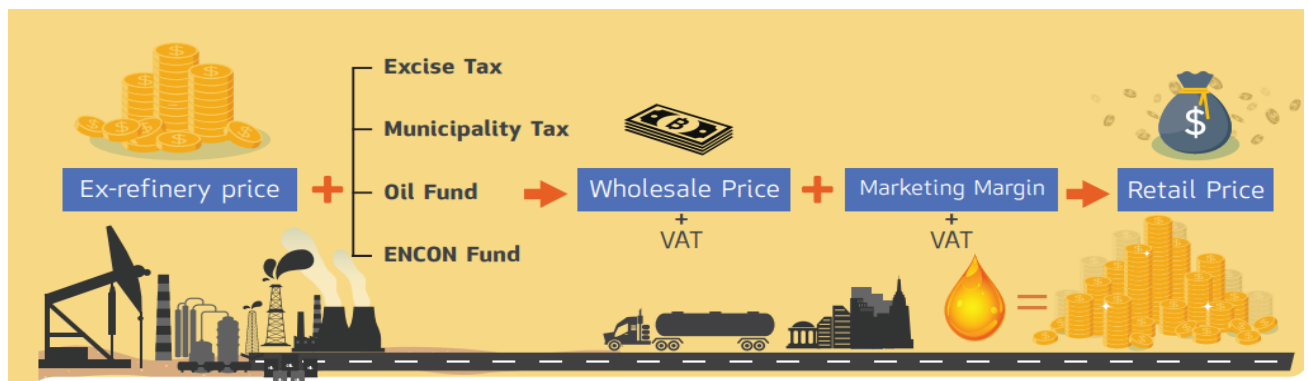 Excise Tax
Municipality Tax
Ex-refinery price + Oil Fund Wholesale Price + Marketing Margin Retail Price
ENCON Fund
+ +
VAT VAT
=
$
฿